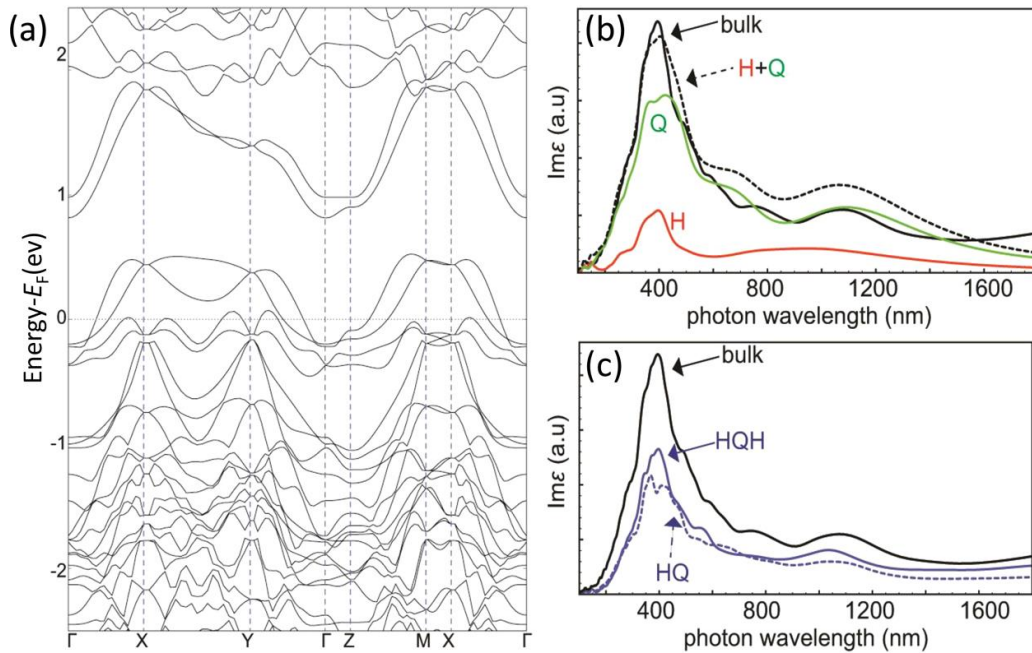 (a)
Energy-E_F(ev)
2
1
0
-1
-2
Γ X Y Γ Z M X Γ
(b)
bulk
H+Q
Q
H
Imε (a.u)
400 800 1200 1600
photon wavelength (nm)
(c)
bulk
HQH
HQ
Imε (a.u)
400 800 1200 1600
photon wavelength (nm)